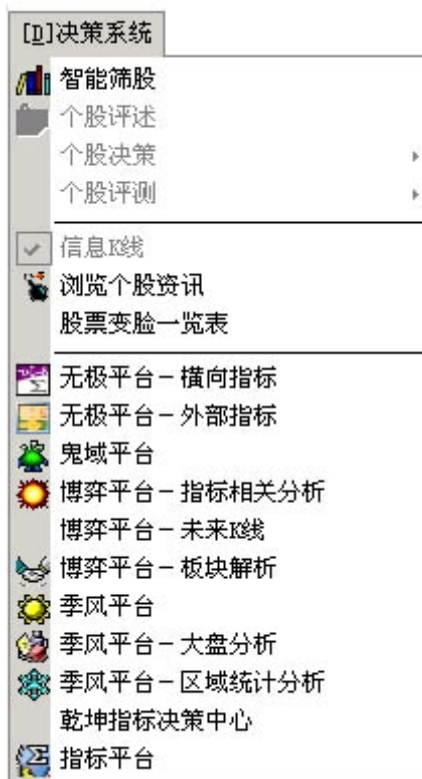 [D]决策系统
智能筛股
个股评述
个股决策
个股评测
信息K线
浏览个股资讯
股票变脸一览表
无极平台－横向指标
无极平台－外部指标
鬼域平台
博弈平台－指标相关分析
博弈平台－未来K线
博弈平台－板块解析
季风平台
季风平台－大盘分析
季风平台－区域统计分析
乾坤指标决策中心
指标平台